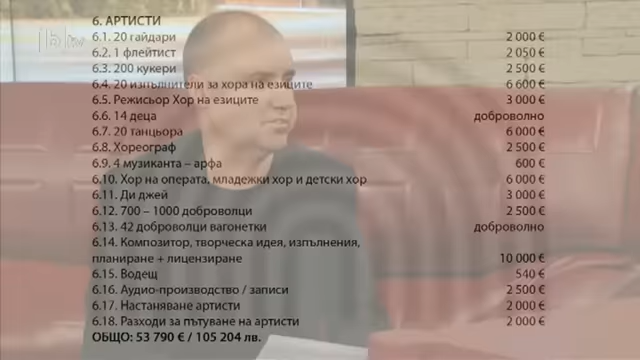 btv
6. АРТИСТИ
6.1. 20 гайдари 2 000 €
6.2. 1 флейтист 2 050 €
6.3. 200 кукери 2 500 €
6.4. 20 изпълнители за хора на езиците 6 600 €
6.5. Режисьор Хор на езиците 3 000 €
6.6. 14 деца доброволно
6.7. 20 танцьора 6 000 €
6.8. Хореограф 2 500 €
6.9. 4 музиканта – арфа 600 €
6.10. Хор на операта, младежки хор и детски хор 6 000 €
6.11. Ди джей 3 000 €
6.12. 700 – 1000 доброволци 2 500 €
6.13. 42 доброволци вагонетки доброволно
6.14. Композитор, творческа идея, изпълнения,
планиране + лицензиране 10 000 €
6.15. Водещ 540 €
6.16. Аудио-производство / записи 2 500 €
6.17. Настаняване артисти 2 000 €
6.18. Разходи за пътуване на артисти 2 000 €
ОБЩО: 53 790 € / 105 204 лв.